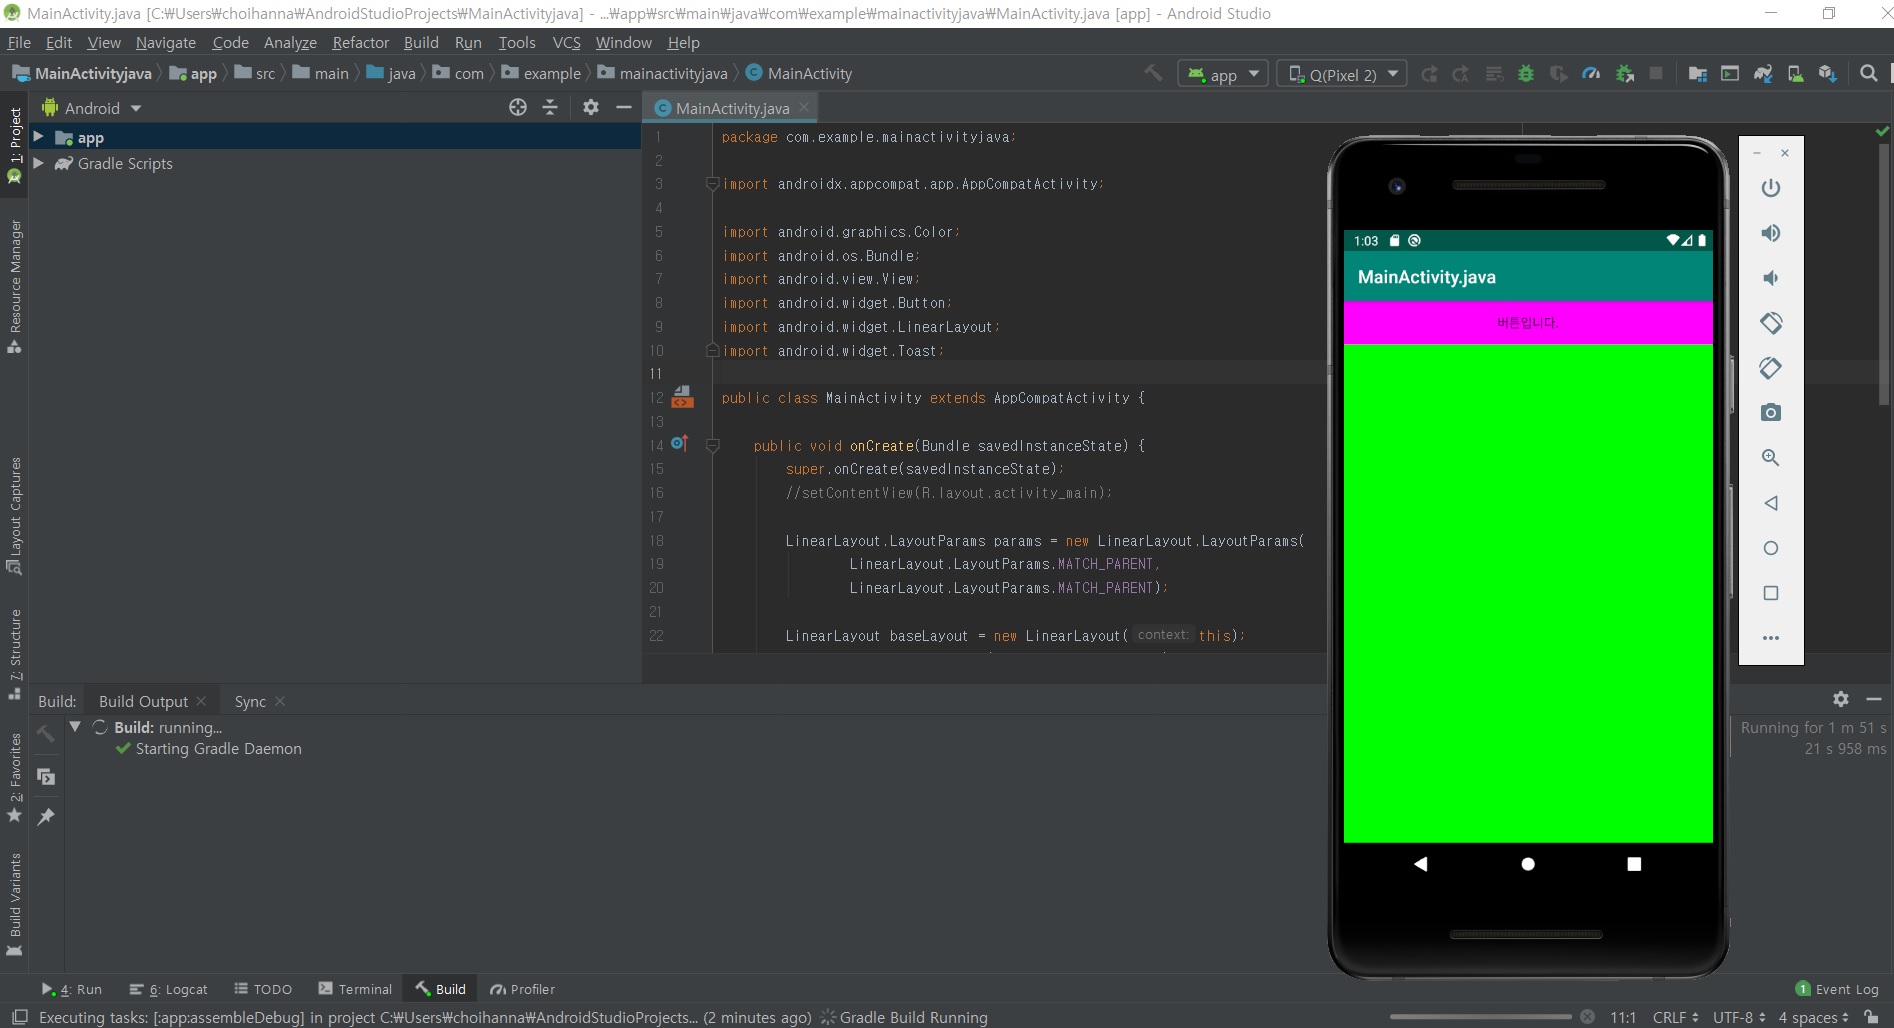 MainActivity.java [C:₩Users₩choihanna₩AndroidStudioProjects₩MainActivityjava] - ...₩app₩src₩main₩java₩com₩example₩mainactivityjava₩MainActivity.java [app] - Android Studio
File Edit View Navigate Code Analyze Refactor Build Run Tools VCS Window Help
MainActivityjava app src main java com example mainactivityjava MainActivity app Q(Pixel 2)
1: Project
Resource Manager
Layout Captures
7: Structure
2: Favorites
Build Variants
Android
app
Gradle Scripts
MainActivity.java
1 package com.example.mainactivityjava;
2
3 import androidx.appcompat.app.AppCompatActivity;
4
5 import android.graphics.Color;
6 import android.os.Bundle;
7 import android.view.View;
8 import android.widget.Button;
9 import android.widget.LinearLayout;
10 import android.widget.Toast;
11
12 public class MainActivity extends AppCompatActivity {
13
14 public void onCreate(Bundle savedInstanceState) {
15 super.onCreate(savedInstanceState);
16 //setContentView(R.layout.activity_main);
17
18 LinearLayout.LayoutParams params = new LinearLayout.LayoutParams(
19 LinearLayout.LayoutParams.MATCH_PARENT,
20 LinearLayout.LayoutParams.MATCH_PARENT);
21
22 LinearLayout baseLayout = new LinearLayout( context: this);
1:03
MainActivity.java
버튼입니다.
Build: Build Output Sync
Build: running... Running for 1 m 51 s
Starting Gradle Daemon 21 s 958 ms
4: Run 6: Logcat TODO Terminal Build Profiler 1 Event Log
Executing tasks: [:app:assembleDebug] in project C:₩Users₩choihanna₩AndroidStudioProjects... (2 minutes ago) Gradle Build Running 11:1 CRLF UTF-8 4 spaces